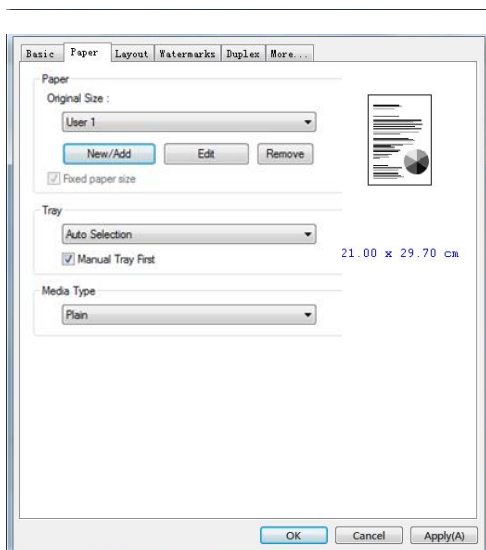 Basic Paper Layout Watermarks Duplex More...
Paper
Original Size :
User 1
New/Add Edit Remove
Fixed paper size
Tray
Auto Selection
Manual Tray First
21.00 x 29.70 cm
Media Type
Plain
OK Cancel Apply(A)